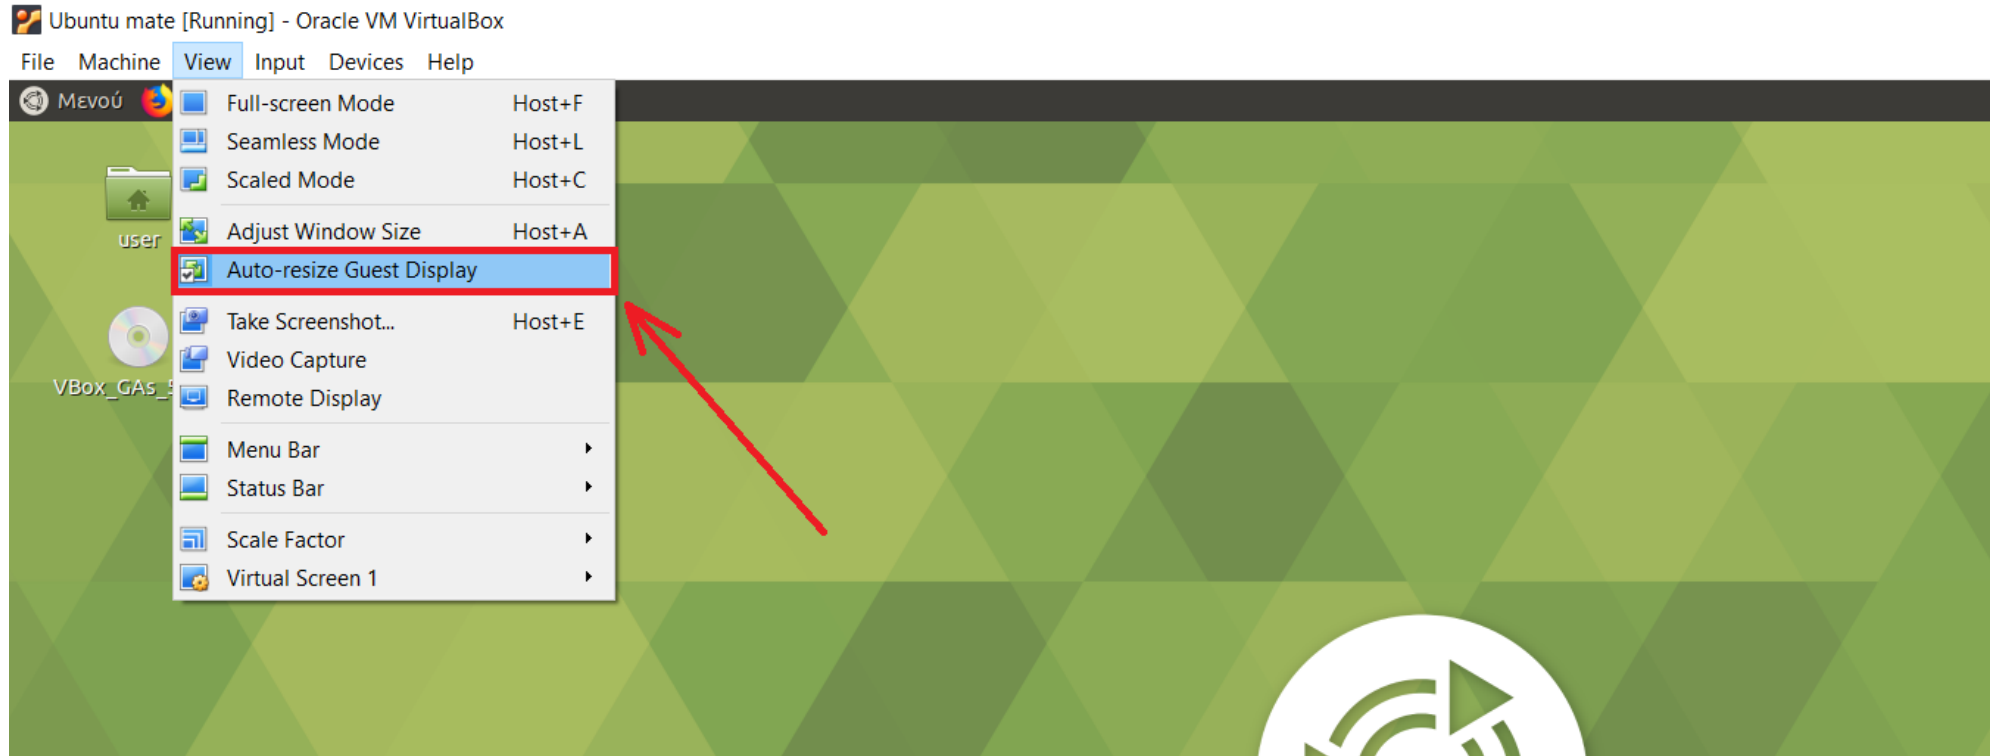 Ubuntu mate [Running] - Oracle VM VirtualBox
File Machine View Input Devices Help
Μενού
Full-screen Mode Host+F
Seamless Mode Host+L
Scaled Mode Host+C
user
Adjust Window Size Host+A
Auto-resize Guest Display
Take Screenshot... Host+E
Video Capture
VBox_GAs_
Remote Display
Menu Bar
Status Bar
Scale Factor
Virtual Screen 1